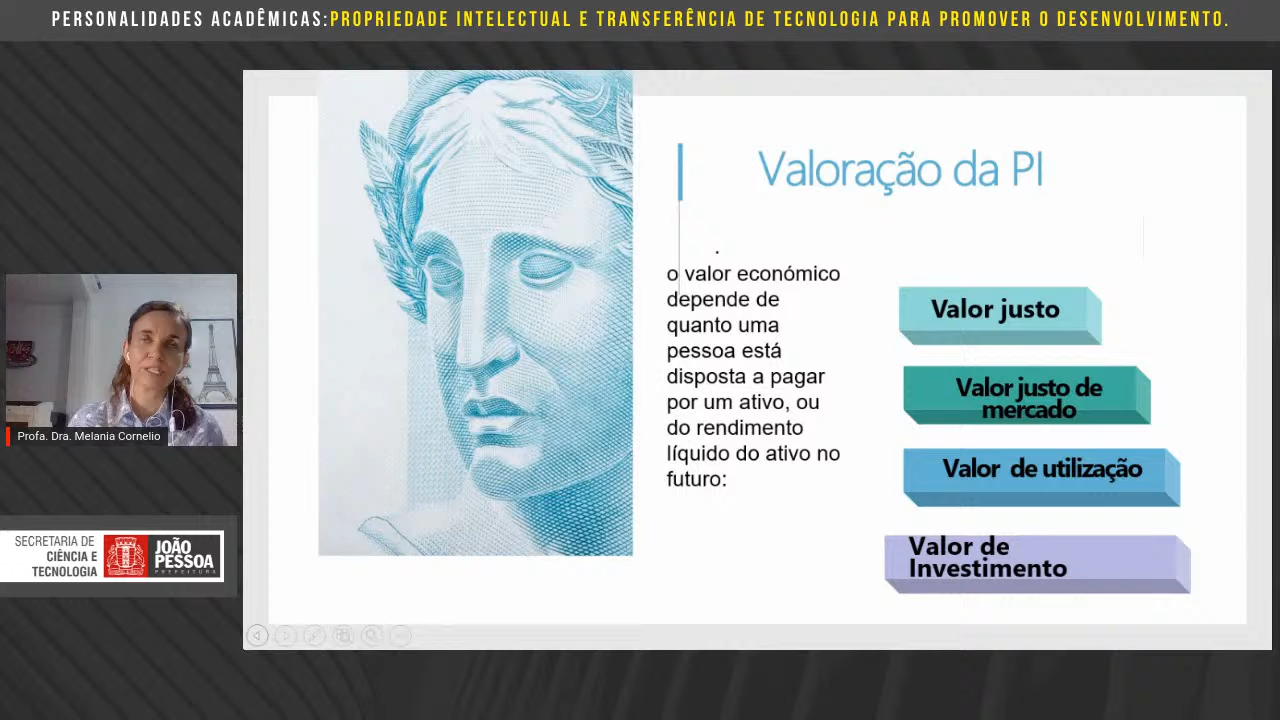 PERSONALIDADES ACADÊMICAS:PROPRIEDADE INTELECTUAL E TRANSFERÊNCIA DE TECNOLOGIA PARA PROMOVER O DESENVOLVIMENTO.
Valoração da PI
.
o valor económico
depende de
quanto uma
pessoa está
disposta a pagar
por um ativo, ou
do rendimento
líquido do ativo no
futuro:
Valor justo
Valor justo de
mercado
Valor de utilização
Valor de
Investimento
Profa. Dra. Melania Cornelio
SECRETARIA DE
CIÊNCIA E
TECNOLOGIA
JOÃO
PESSOA
PREFEITURA